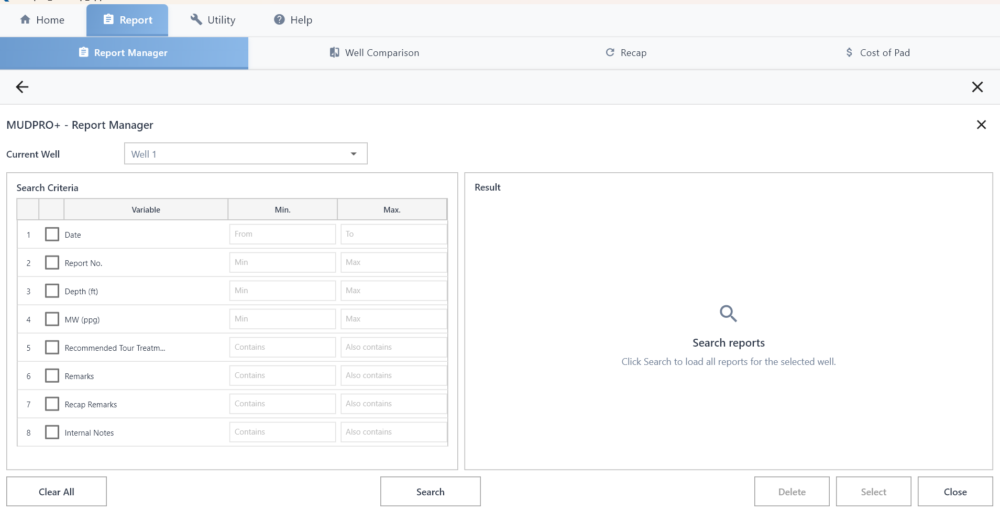 Home Report Utility Help
Report Manager Well Comparison Recap Cost of Pad
MUDPRO+ - Report Manager
Current Well Well 1
Search Criteria
Variable Min. Max.
1 Date From To
2 Report No. Min Max
3 Depth (ft) Min Max
4 MW (ppg) Min Max
5 Recommended Tour Treatm... Contains Also contains
6 Remarks Contains Also contains
7 Recap Remarks Contains Also contains
8 Internal Notes Contains Also contains
Result
Search reports
Click Search to load all reports for the selected well.
Clear All Search Delete Select Close